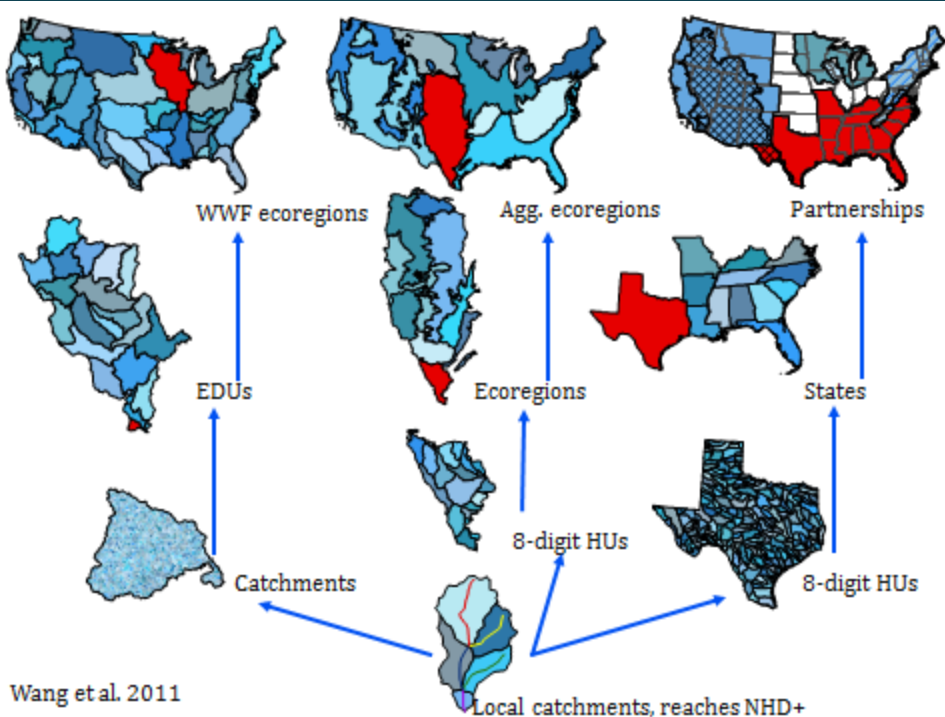 WWF ecoregions
Agg. ecoregions
Partnerships
EDUs
Ecoregions
States
Catchments
8-digit HUs
8-digit HUs
Wang et al. 2011
Local catchments, reaches NHD+